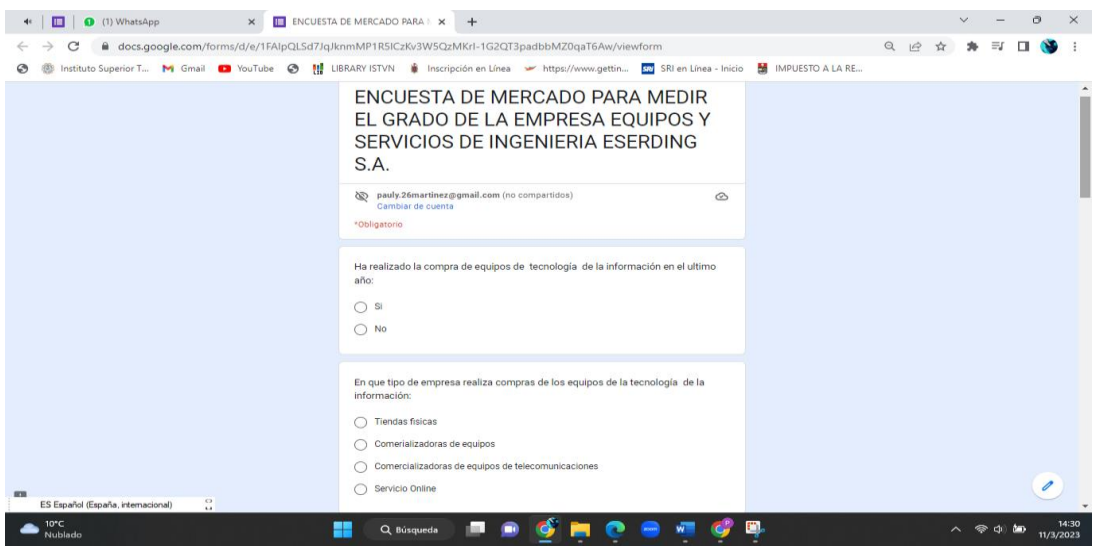 (1) WhatsApp
ENCUESTA DE MERCADO PARA
docs.google.com/forms/d/e/1FAIpQLSd7JqJknmMP1R5ICzKv3W5QzMKrI-1G2QT3padbbMZ0qaT6Aw/viewform
Instituto Superior T... Gmail YouTube LIBRARY ISTVN Inscripción en Línea https://www.gettin... SRI SRI en Línea - Inicio IMPUESTO A LA RE...
ENCUESTA DE MERCADO PARA MEDIR
EL GRADO DE LA EMPRESA EQUIPOS Y
SERVICIOS DE INGENIERIA ESERDING
S.A.
pauly.26martinez@gmail.com (no compartidos)
Cambiar de cuenta
*Obligatorio
Ha realizado la compra de equipos de tecnología de la información en el ultimo
año:
Si
No
En que tipo de empresa realiza compras de los equipos de la tecnología de la
información:
Tiendas fisicas
Comerializadoras de equipos
Comercializadoras de equipos de telecomunicaciones
Servicio Online
ES Español (España, internacional)
10°C
Nublado
Búsqueda
14:30
11/3/2023